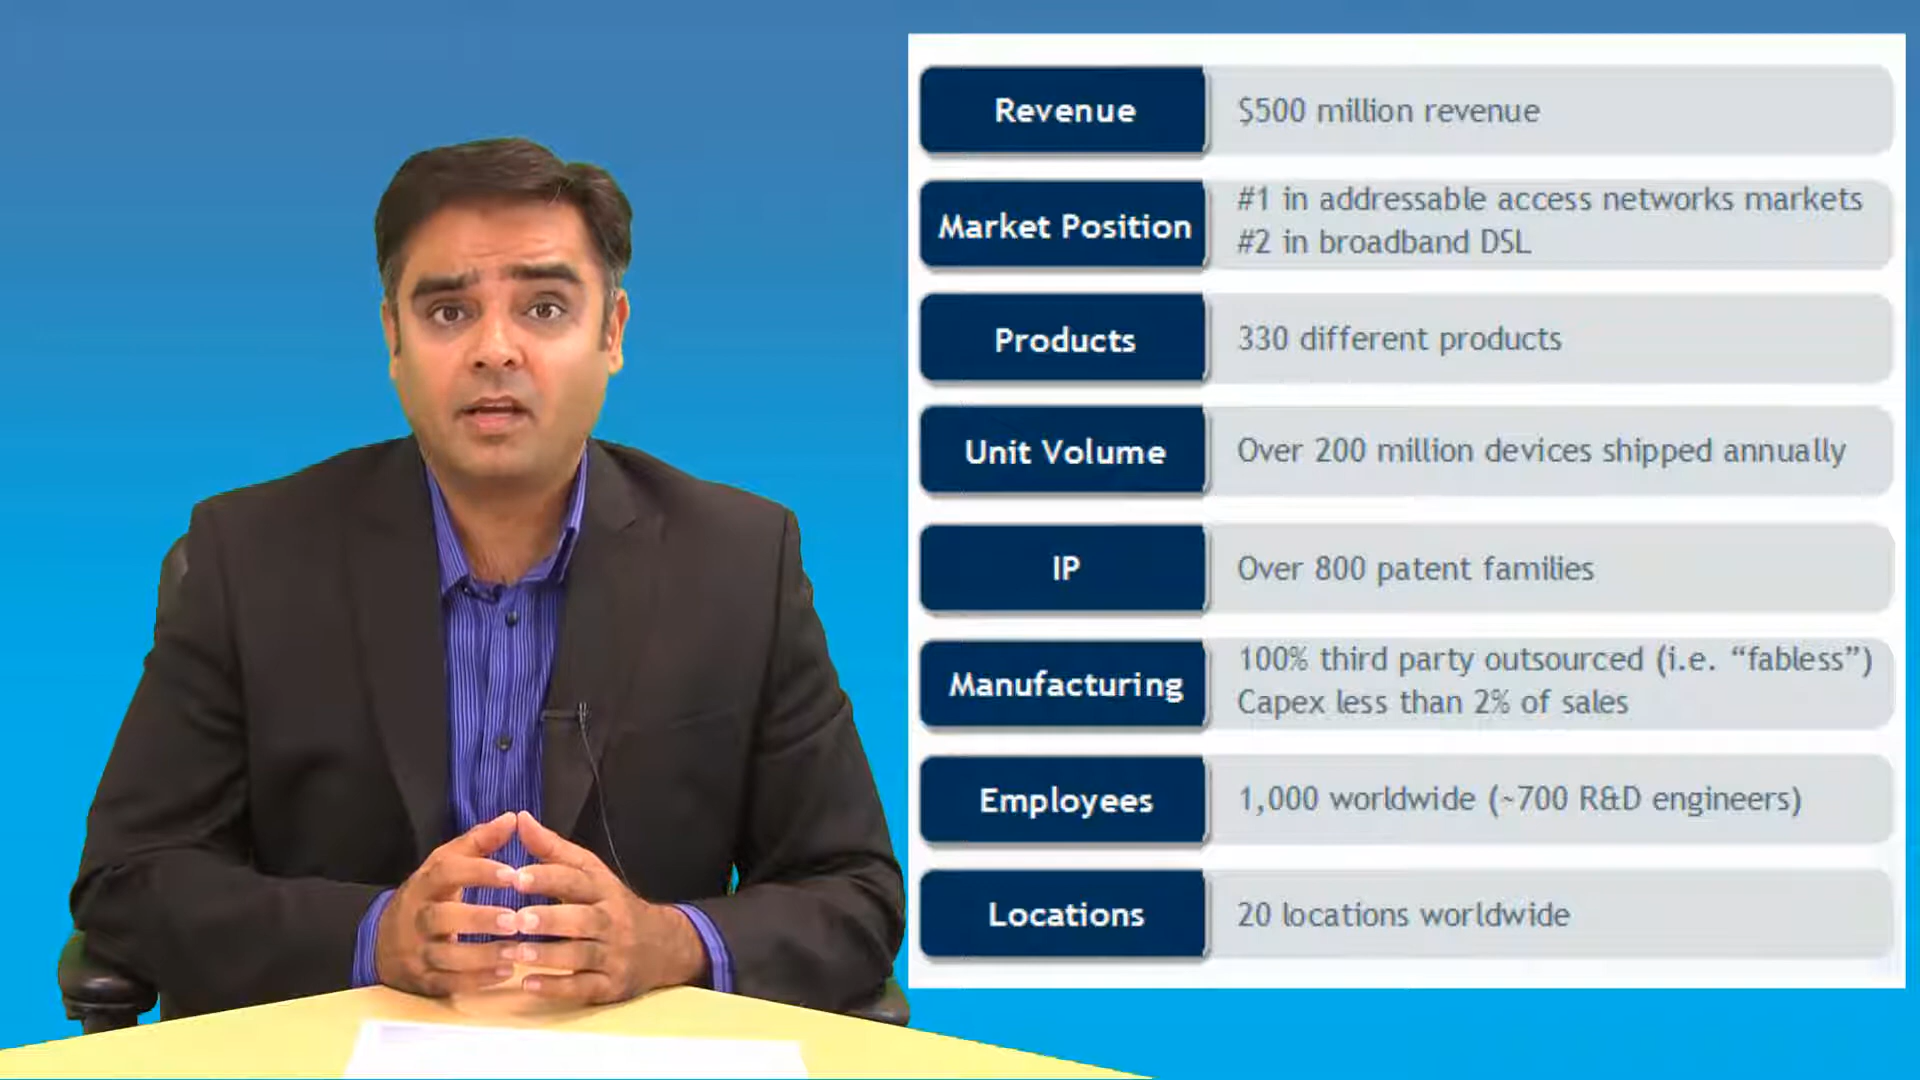 Revenue
$500 million revenue
Market Position
#1 in addressable access networks markets
#2 in broadband DSL
Products
330 different products
Unit Volume
Over 200 million devices shipped annually
IP
Over 800 patent families
Manufacturing
100% third party outsourced (i.e. “fabless”)
Capex less than 2% of sales
Employees
1,000 worldwide (~700 R&D engineers)
Locations
20 locations worldwide